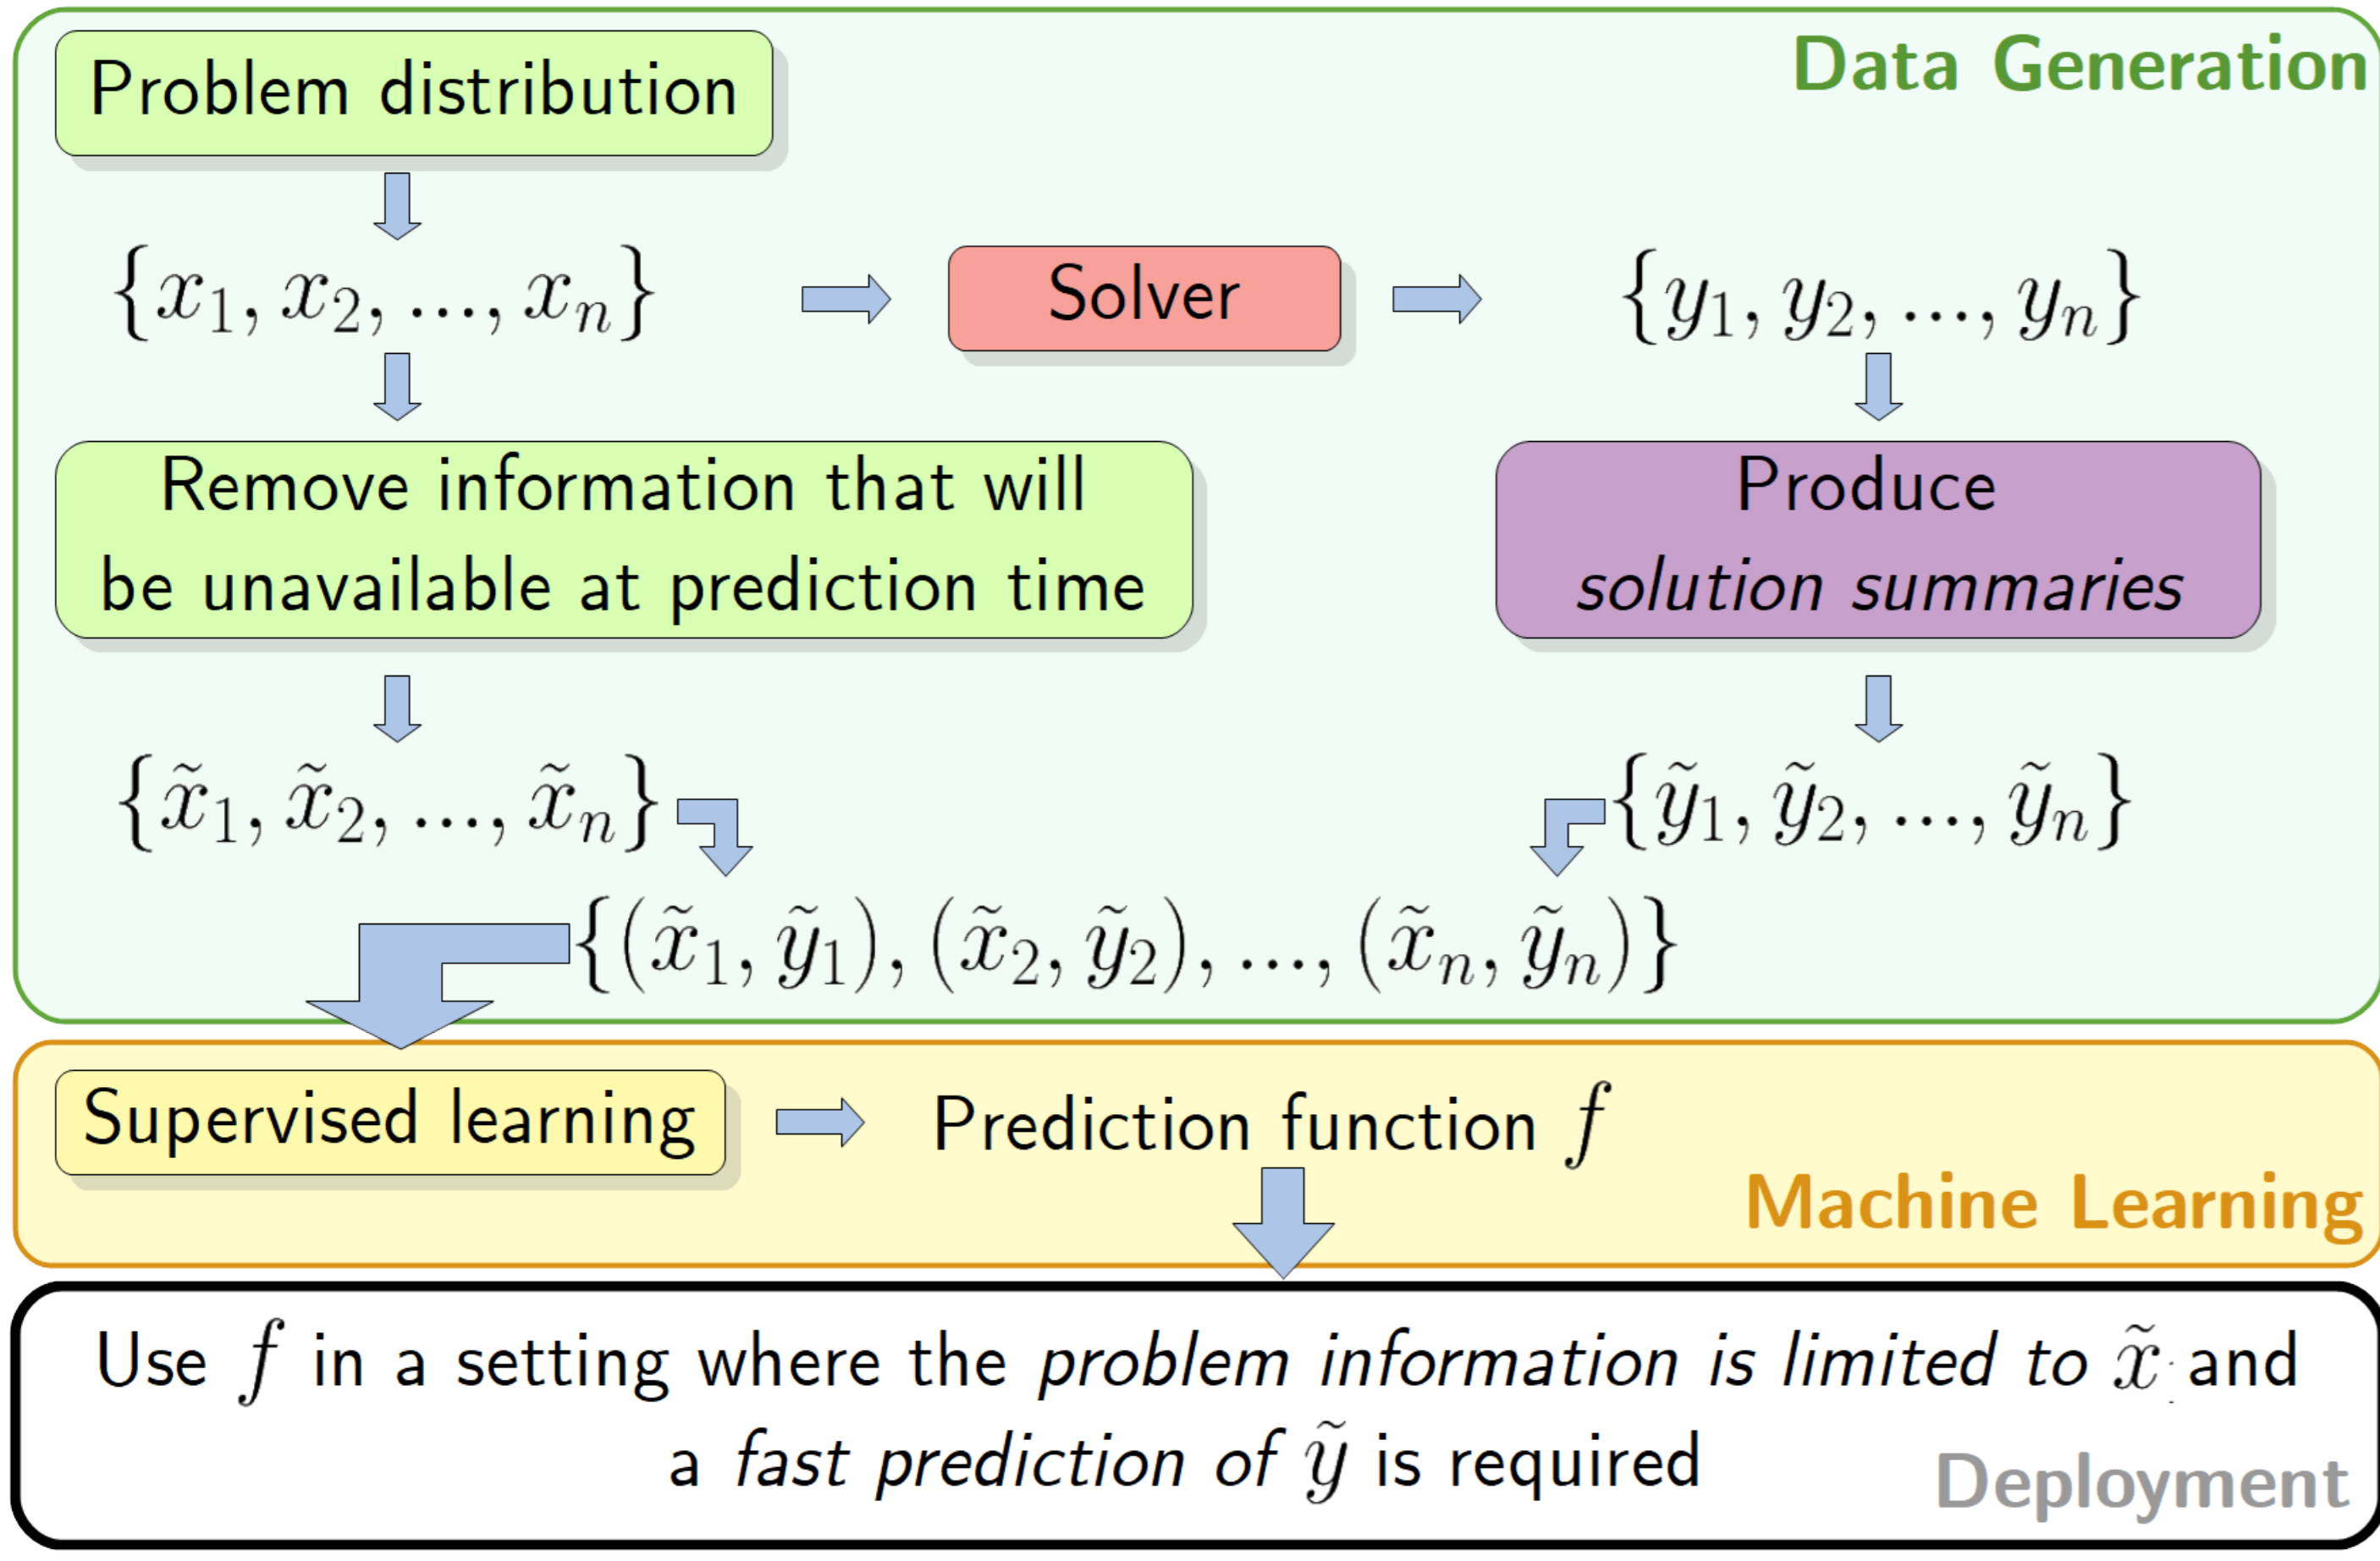 Problem distribution
Data Generation
{x₁, x₂, ..., xₙ}
Solver
{y₁, y₂, ..., yₙ}
Remove information that will
be unavailable at prediction time
Produce
solution summaries
{x̃₁, x̃₂, ..., x̃ₙ}
{ỹ₁, ỹ₂, ..., ỹₙ}
{(x̃₁, ỹ₁), (x̃₂, ỹ₂), ..., (x̃ₙ, ỹₙ)}
Supervised learning
Prediction function f
Machine Learning
Use f in a setting where the problem information is limited to x̃ and
a fast prediction of ỹ is required
Deployment